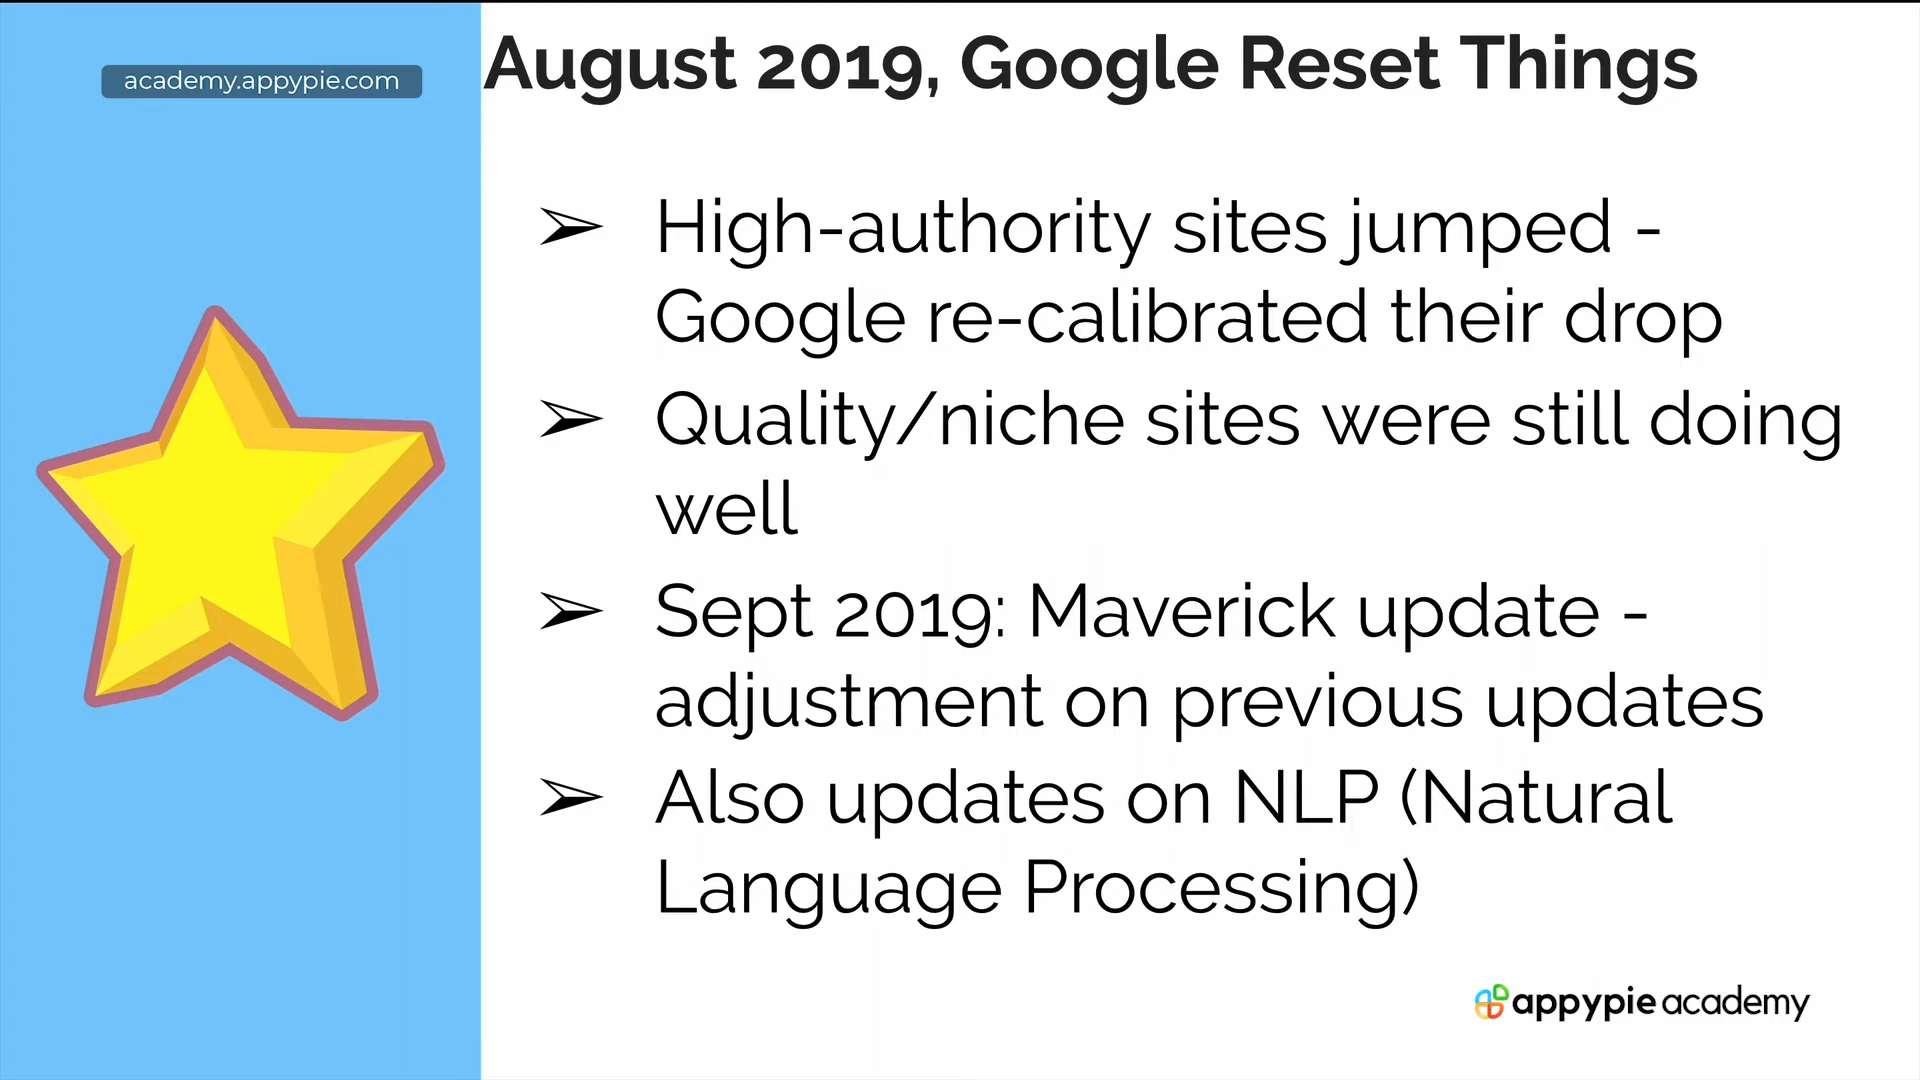 academy.appypie.com
August 2019, Google Reset Things
➢ High-authority sites jumped -
Google re-calibrated their drop
➢ Quality/niche sites were still doing
well
➢ Sept 2019: Maverick update -
adjustment on previous updates
➢ Also updates on NLP (Natural
Language Processing)
appypie academy